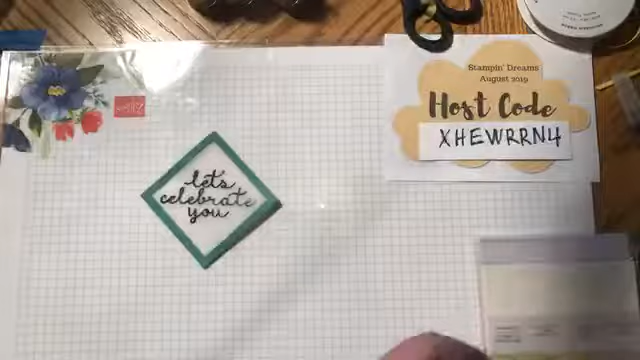 Stampin' Dreams
August 2019
Host Code
XHEWRRN4
let's
celebrate
you